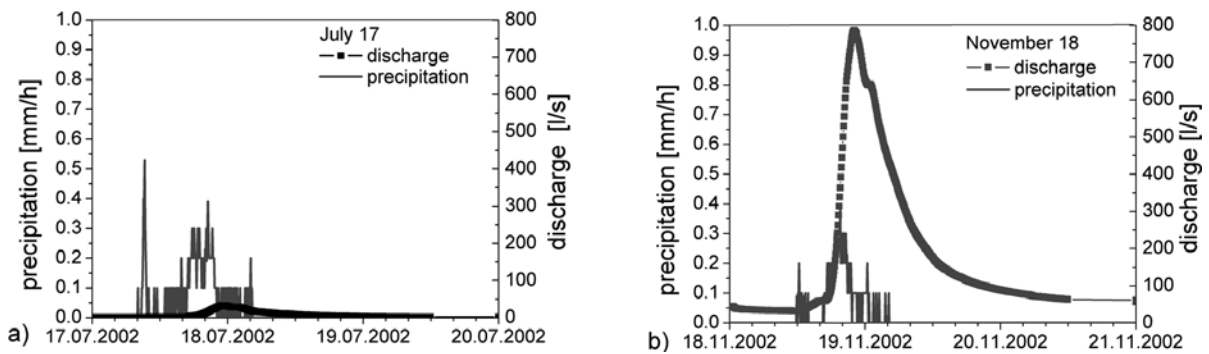 July 17
discharge
precipitation
precipitation [mm/h]
1.0
0.9
0.8
0.7
0.6
0.5
0.4
0.3
0.2
0.1
0.0
800
700
600
500
400
300
200
100
0
discharge [l/s]
17.07.2002 18.07.2002 19.07.2002 20.07.2002
a)
November 18
discharge
precipitation
precipitation [mm/h]
1.0
0.9
0.8
0.7
0.6
0.5
0.4
0.3
0.2
0.1
0.0
800
700
600
500
400
300
200
100
0
discharge [l/s]
18.11.2002 19.11.2002 20.11.2002 21.11.2002
b)